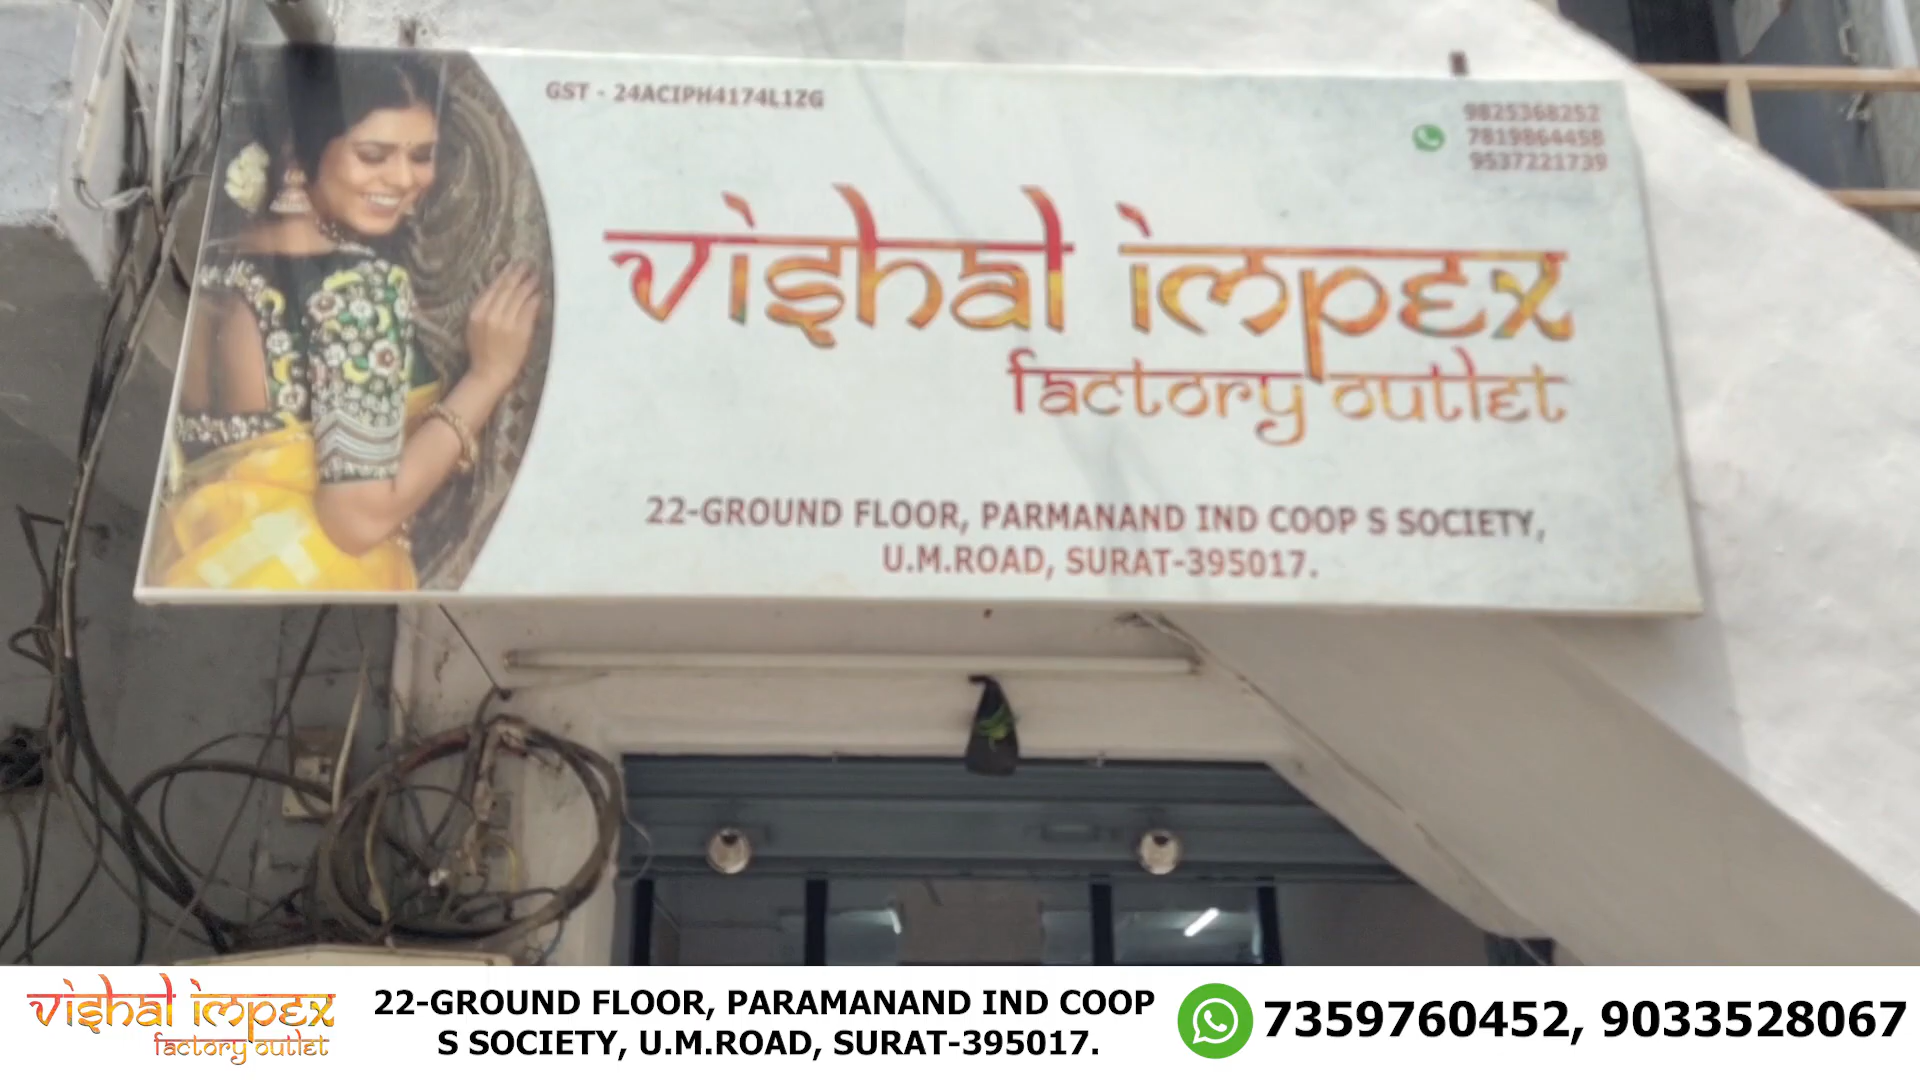 GST - 24ACIPH4174L1ZG
9825368252
7819864458
9537221739
vishal impex
factory outlet
22-GROUND FLOOR, PARMANAND IND COOP S SOCIETY,
U.M.ROAD, SURAT-395017.
vishal impex
factory outlet
22-GROUND FLOOR, PARAMANAND IND COOP
S SOCIETY, U.M.ROAD, SURAT-395017.
7359760452, 9033528067